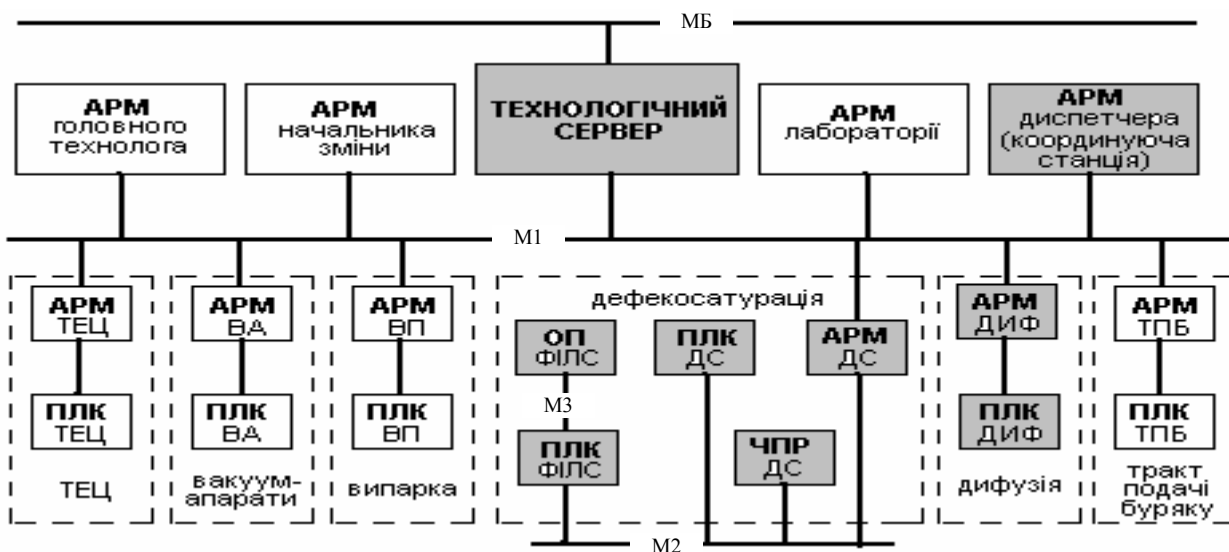 МБ
АРМ
головного
технолога
АРМ
начальника
зміни
ТЕХНОЛОГІЧНИЙ
СЕРВЕР
АРМ
лабораторії
АРМ
диспетчера
(координуюча
станція)
М1
АРМ
ТЕЦ
ПЛК
ТЕЦ
ТЕЦ
АРМ
ВА
ПЛК
ВА
вакуум-
апарати
АРМ
ВП
ПЛК
ВП
випарка
дефекосатурація
ОП
ФІЛС
М3
ПЛК
ФІЛС
ПЛК
ДС
ЧПР
ДС
АРМ
ДС
М2
АРМ
ДИФ
ПЛК
ДИФ
дифузія
АРМ
ТПБ
ПЛК
ТПБ
тракт
подачі
буряку